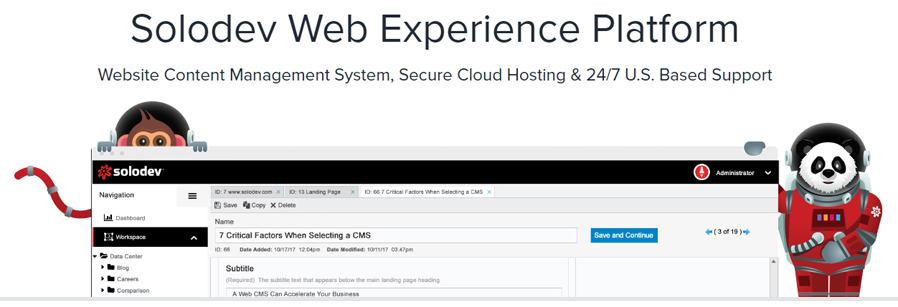 Solodev Web Experience Platform
Website Content Management System, Secure Cloud Hosting & 24/7 U.S. Based Support
solodev
Administrator
Navigation
ID: 7 www.solodev.com × ID: 13 Landing Page × ID: 66 7 Critical Factors When Selecting a CMS ×
Save Copy Delete
Dashboard
Name
Workspace
7 Critical Factors When Selecting a CMS
Save and Continue
( 3 of 19 )
ID: 66 Date Added: 10/17/17 12:04pm Date Modified: 10/11/17 03:47pm
Data Center
Blog
Careers
Comparison
Subtitle
(Required) The subtitle text that appears below the main landing page heading
A Web CMS Can Accelerate Your Business